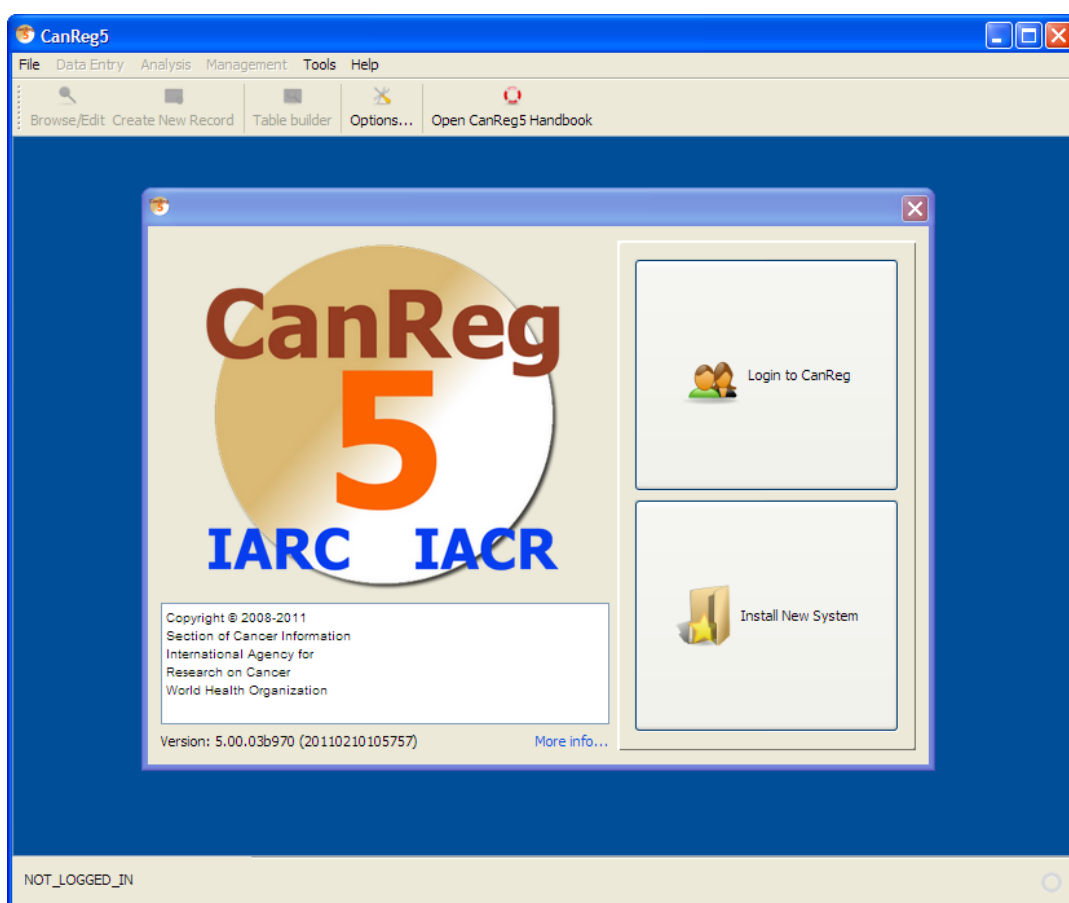 CanReg5
File Data Entry Analysis Management Tools Help
Browse/Edit Create New Record Table builder Options... Open CanReg5 Handbook
CanReg
5
IARC IACR
Login to CanReg
Install New System
Copyright © 2008-2011
Section of Cancer Information
International Agency for
Research on Cancer
World Health Organization
Version: 5.00.03b970 (20110210105757) More info...
NOT_LOGGED_IN